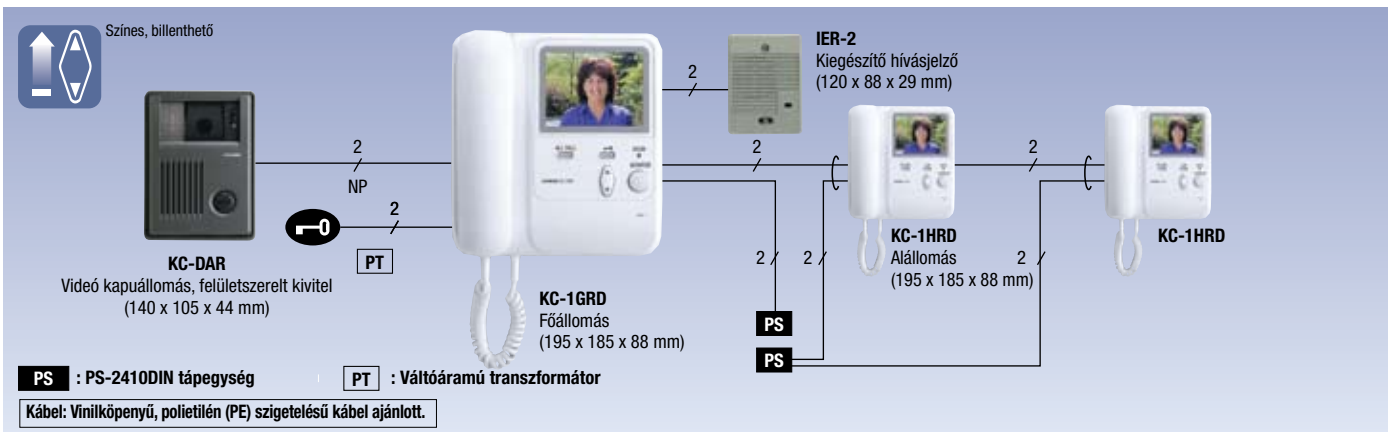 Színes, billenthető
IER-2
Kiegészítő hívásjelző
(120 x 88 x 29 mm)
2
2
2
2
NP
2
PT
KC-DAR
Videó kapuállomás, felületszerelt kivitel
(140 x 105 x 44 mm)
KC-1GRD
Főállomás
(195 x 185 x 88 mm)
2
2
PS
PS
KC-1HRD
Alállomás
(195 x 185 x 88 mm)
2
KC-1HRD
PS : PS-2410DIN tápegység
PT : Váltóáramú transzformátor
Kábel: Vinilköpenyű, polietilén (PE) szigetelésű kábel ajánlott.